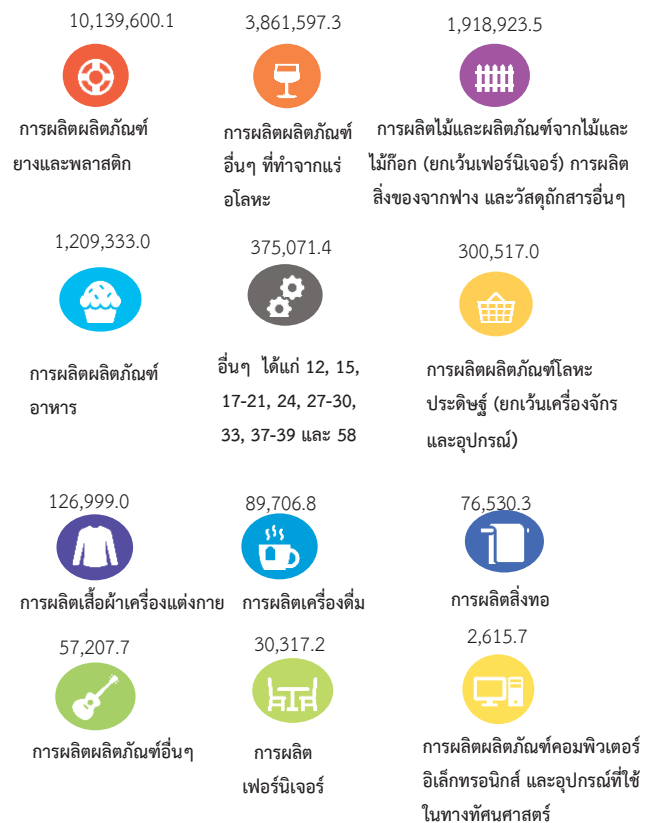 10,139,600.1
การผลิตผลิตภัณฑ์
ยางและพลาสติก
3,861,597.3
การผลิตผลิตภัณฑ์
อื่นๆ ที่ทำจากแร่
อโลหะ
1,918,923.5
การผลิตไม้และผลิตภัณฑ์จากไม้และ
ไม้ก๊อก (ยกเว้นเฟอร์นิเจอร์) การผลิต
สิ่งของจากฟาง และวัสดุถักสารอื่นๆ
1,209,333.0
การผลิตผลิตภัณฑ์
อาหาร
375,071.4
อื่นๆ ได้แก่ 12, 15,
17-21, 24, 27-30,
33, 37-39 และ 58
300,517.0
การผลิตผลิตภัณฑ์โลหะ
ประดิษฐ์ (ยกเว้นเครื่องจักร
และอุปกรณ์)
126,999.0
การผลิตเสื้อผ้าเครื่องแต่งกาย
89,706.8
การผลิตเครื่องดื่ม
76,530.3
การผลิตสิ่งทอ
57,207.7
การผลิตผลิตภัณฑ์อื่นๆ
30,317.2
การผลิต
เฟอร์นิเจอร์
2,615.7
การผลิตผลิตภัณฑ์คอมพิวเตอร์
อิเล็กทรอนิกส์ และอุปกรณ์ที่ใช้
ในทางทัศนศาสตร์